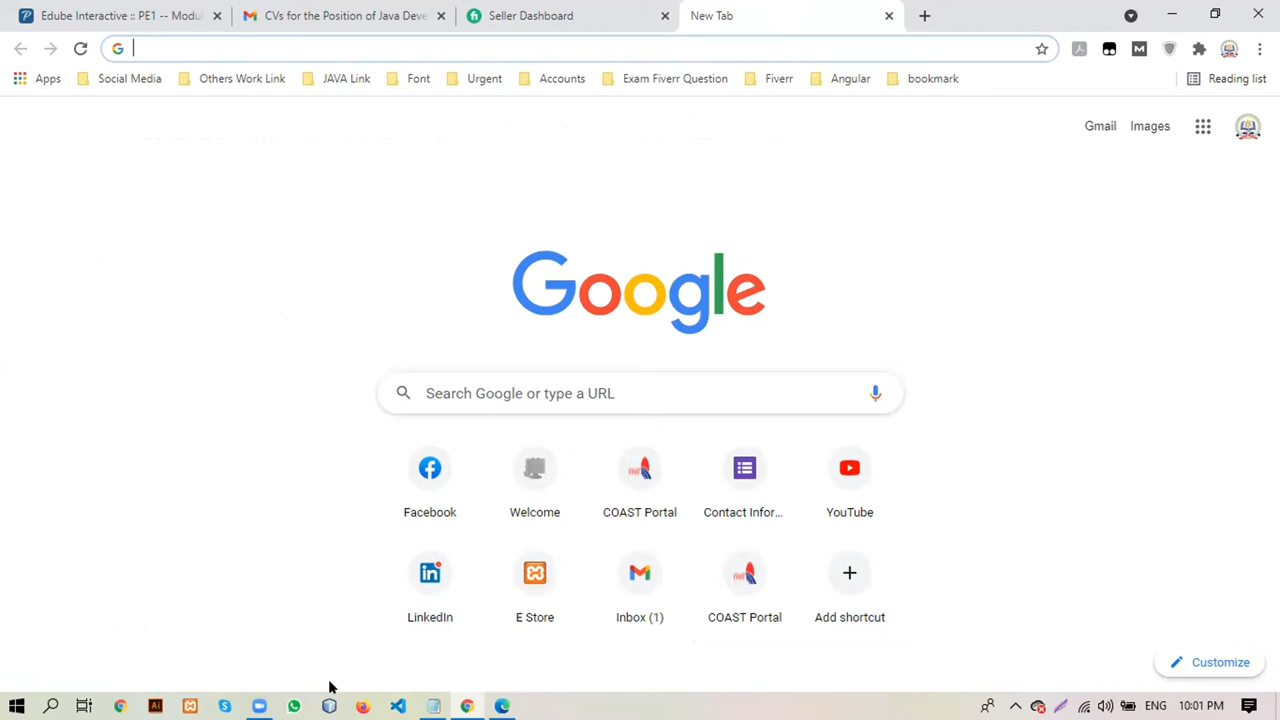 Edube Interactive :: PE1 -- Modul
CVs for the Position of Java Deve
Seller Dashboard
New Tab
Apps
Social Media
Others Work Link
JAVA Link
Font
Urgent
Accounts
Exam Fiverr Question
Fiverr
Angular
bookmark
Reading list
Gmail
Images
Google
Search Google or type a URL
Facebook
Welcome
COAST Portal
Contact Infor...
YouTube
LinkedIn
E Store
Inbox (1)
COAST Portal
Add shortcut
Customize
ENG
10:01 PM